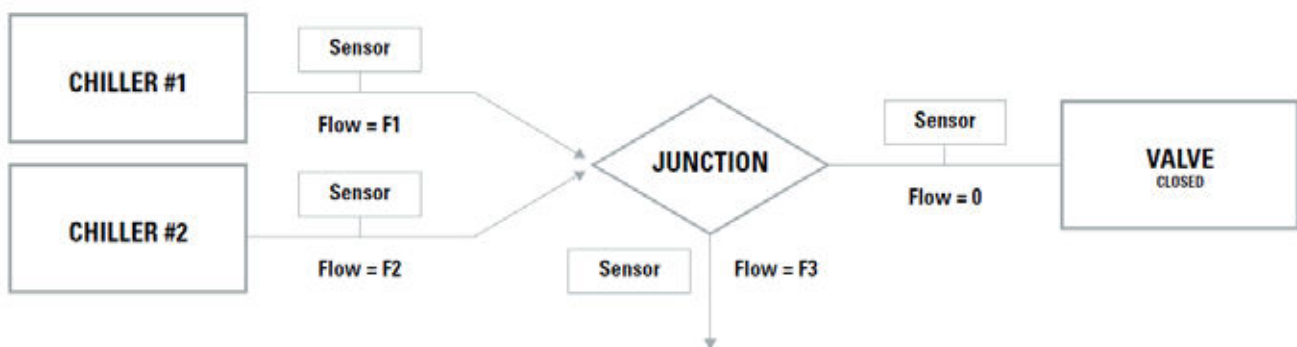 Sensor
CHILLER #1
Flow = F1
Sensor
CHILLER #2
Flow = F2
JUNCTION
Sensor
Flow = F3
Sensor
Flow = 0
VALVE
CLOSED